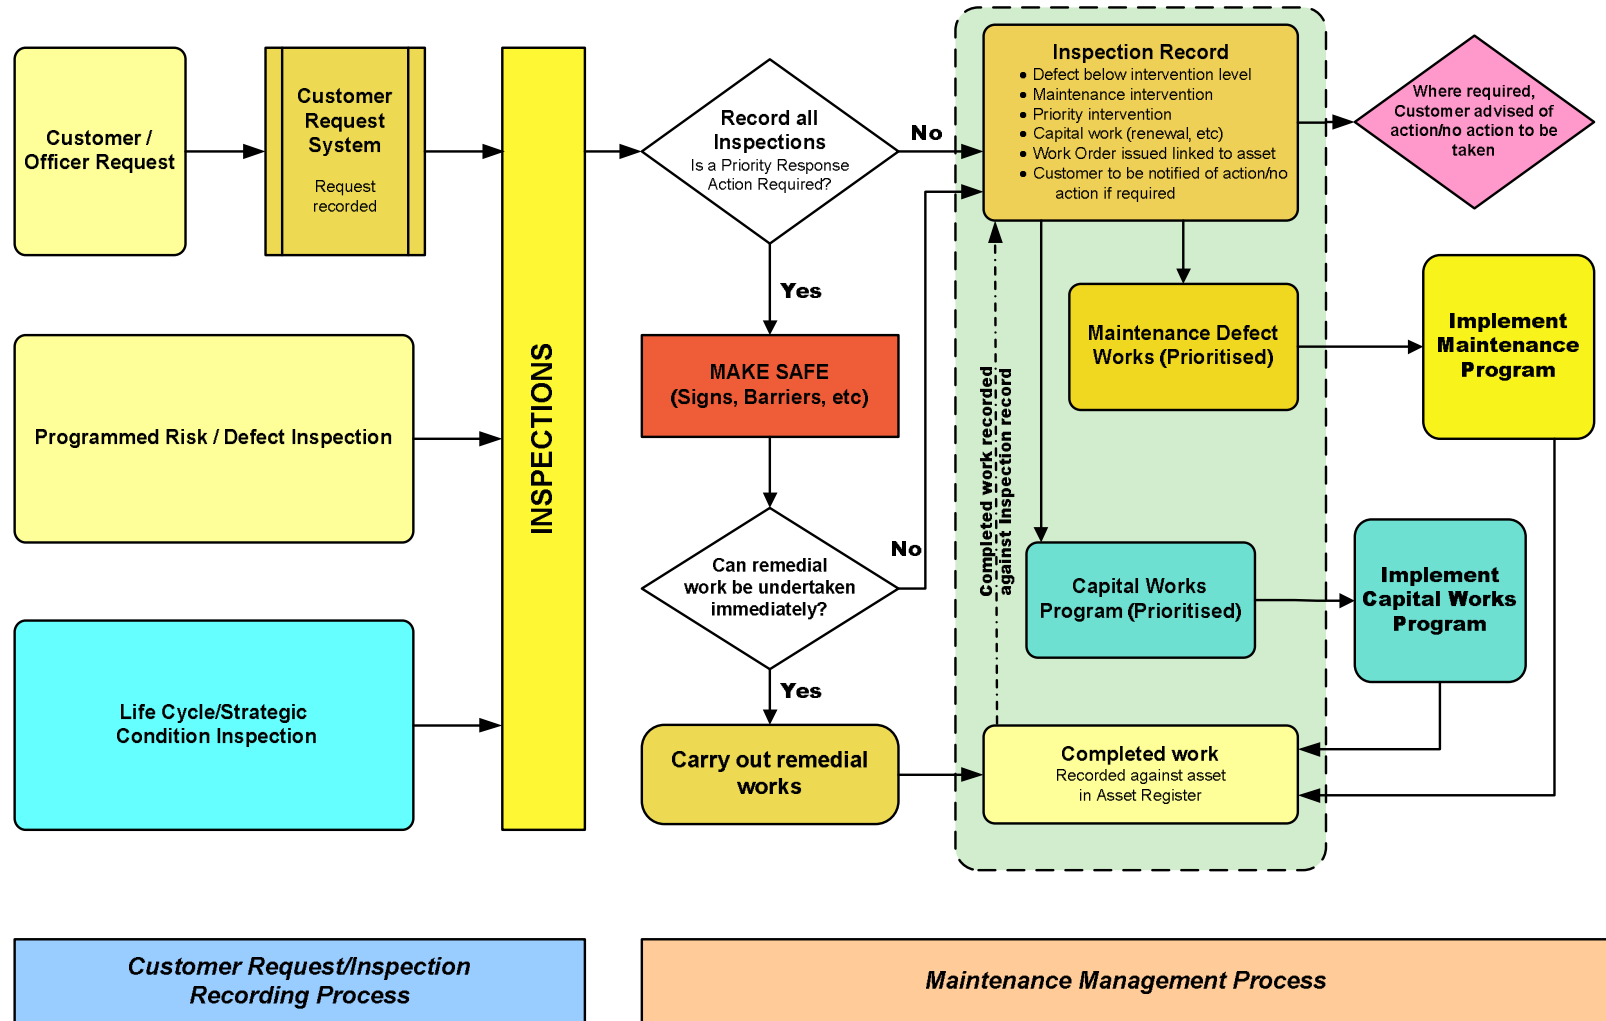 Customer /
Officer Request
Customer
Request
System
Request
recorded
Programmed Risk / Defect Inspection
Life Cycle/Strategic
Condition Inspection
INSPECTIONS
Record all
Inspections
Is a Priority Response
Action Required?
No
Yes
MAKE SAFE
(Signs, Barriers, etc)
Can remedial
work be undertaken
immediately?
No
Yes
Carry out remedial
works
Inspection Record
• Defect below intervention level
• Maintenance intervention
• Priority intervention
• Capital work (renewal, etc)
• Work Order issued linked to asset
• Customer to be notified of action/no
action if required
Where required,
Customer advised of
action/no action to be
taken
Maintenance Defect
Works (Prioritised)
Implement
Maintenance
Program
Completed work recorded
against Inspection record
Capital Works
Program (Prioritised)
Implement
Capital Works
Program
Completed work
Recorded against asset
in Asset Register
Customer Request/Inspection
Recording Process
Maintenance Management Process